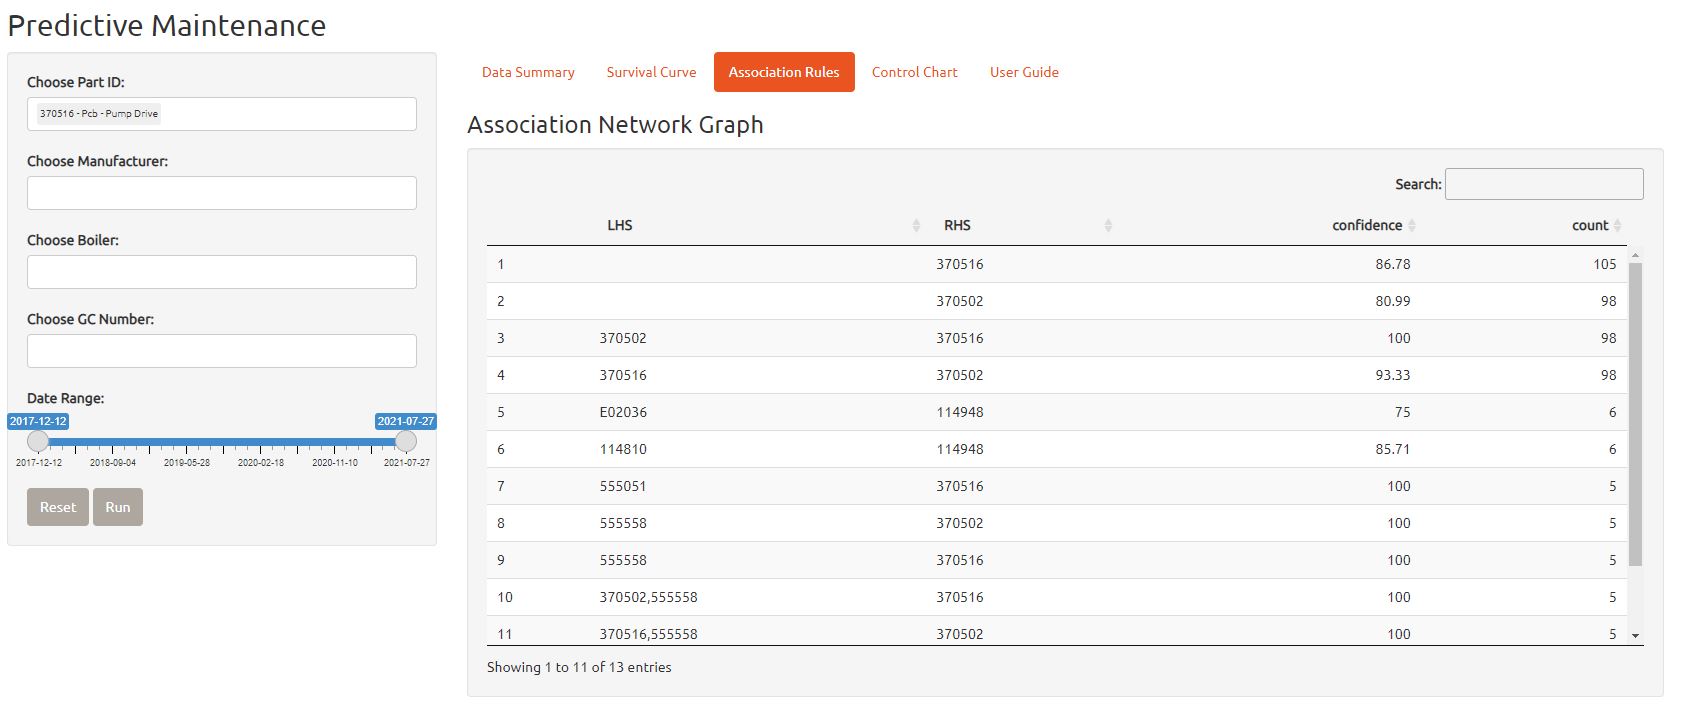 Predictive Maintenance
Choose Part ID:
370516 - Pcb - Pump Drive
Choose Manufacturer:
Choose Boiler:
Choose GC Number:
Date Range:
2017-12-12 2021-07-27
2017-12-12 2018-09-04 2019-05-28 2020-02-18 2020-11-10 2021-07-27
Reset Run
Data Summary Survival Curve Association Rules Control Chart User Guide
Association Network Graph
Search:
LHS RHS confidence count
1 370516 86.78 105
2 370502 80.99 98
3 370502 370516 100 98
4 370516 370502 93.33 98
5 E02036 114948 75 6
6 114810 114948 85.71 6
7 555051 370516 100 5
8 555558 370502 100 5
9 555558 370516 100 5
10 370502,555558 370516 100 5
11 370516,555558 370502 100 5
Showing 1 to 11 of 13 entries